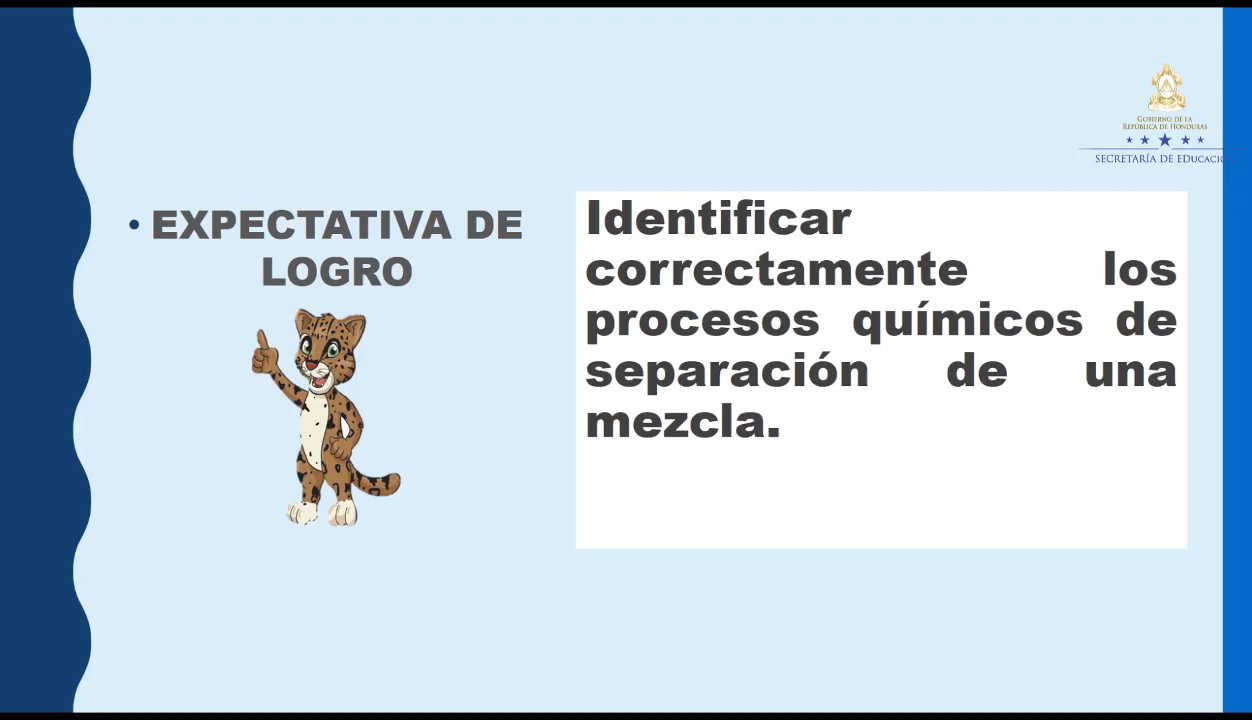 GOBIERNO DE LA
REPÚBLICA DE HONDURAS
SECRETARÍA DE EDUCACIÓ
• EXPECTATIVA DE
LOGRO
Identificar
correctamente los
procesos químicos de
separación de una
mezcla.